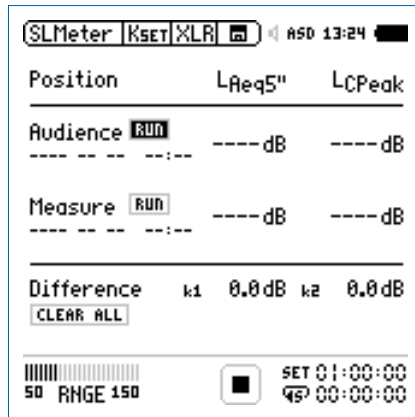 SLMeter KSET XLR ASD 13:24
Position LAeq5" LCPeak
Audience RUN ----dB ----dB
---- -- -- --:--
Measure RUN ----dB ----dB
---- -- -- --:--
Difference k1 0.0dB k2 0.0dB
CLEAR ALL
SET 01:00:00
50 RNGE 150 00:00:00